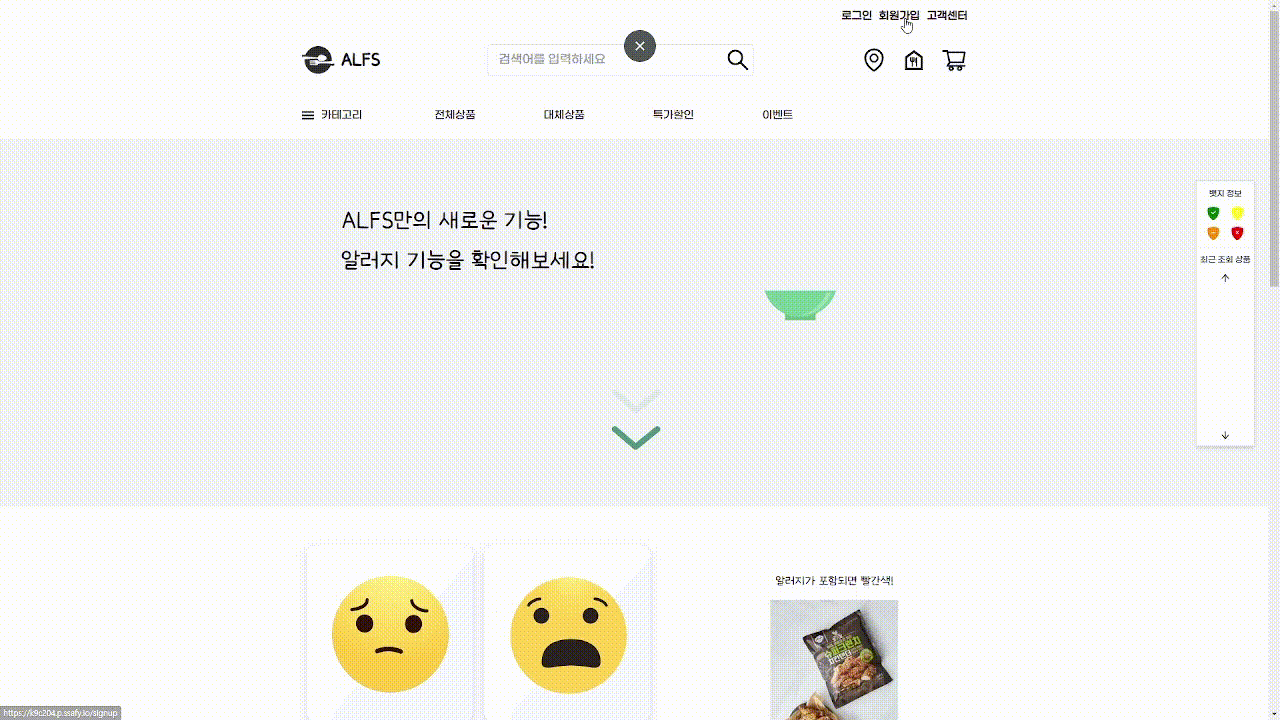 로그인 회원가입 고객센터
ALFS
검색어를 입력하세요
카테고리 전체상품 대체상품 특가할인 이벤트
ALFS만의 새로운 기능!
알러지 기능을 확인해보세요!
뱃지 정보
최근 조회 상품
알러지가 포함되면 빨간색!
https://k9c204.p.ssafy.io/signup